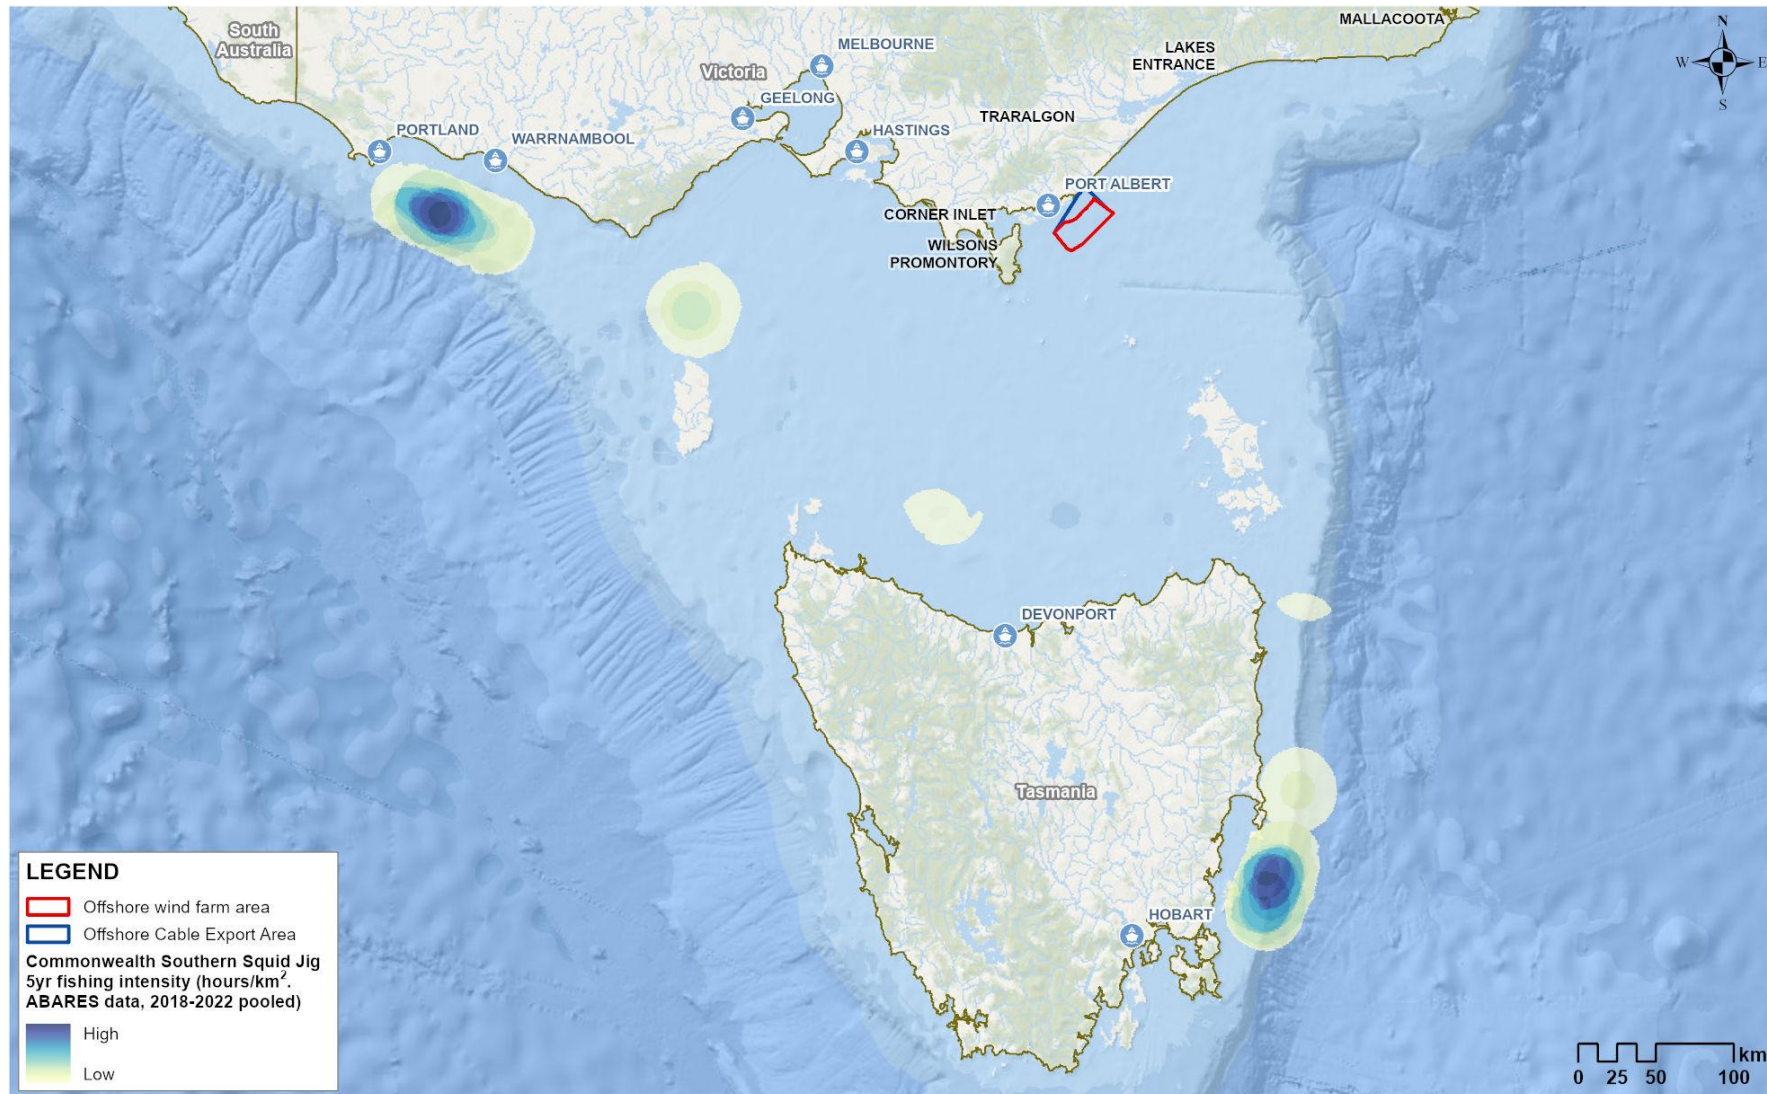 South
Australia
Victoria
MELBOURNE
GEELONG
HASTINGS
PORTLAND
WARRNAMBOOL
TRARALGON
LAKES
ENTRANCE
MALLACOOTA
N
W
E
S
PORT ALBERT
CORNER INLET
WILSONS
PROMONTORY
DEVONPORT
Tasmania
HOBART
LEGEND
Offshore wind farm area
Offshore Cable Export Area
Commonwealth Southern Squid Jig
5yr fishing intensity (hours/km².
ABARES data, 2018-2022 pooled)
High
Low
km
0 25 50 100